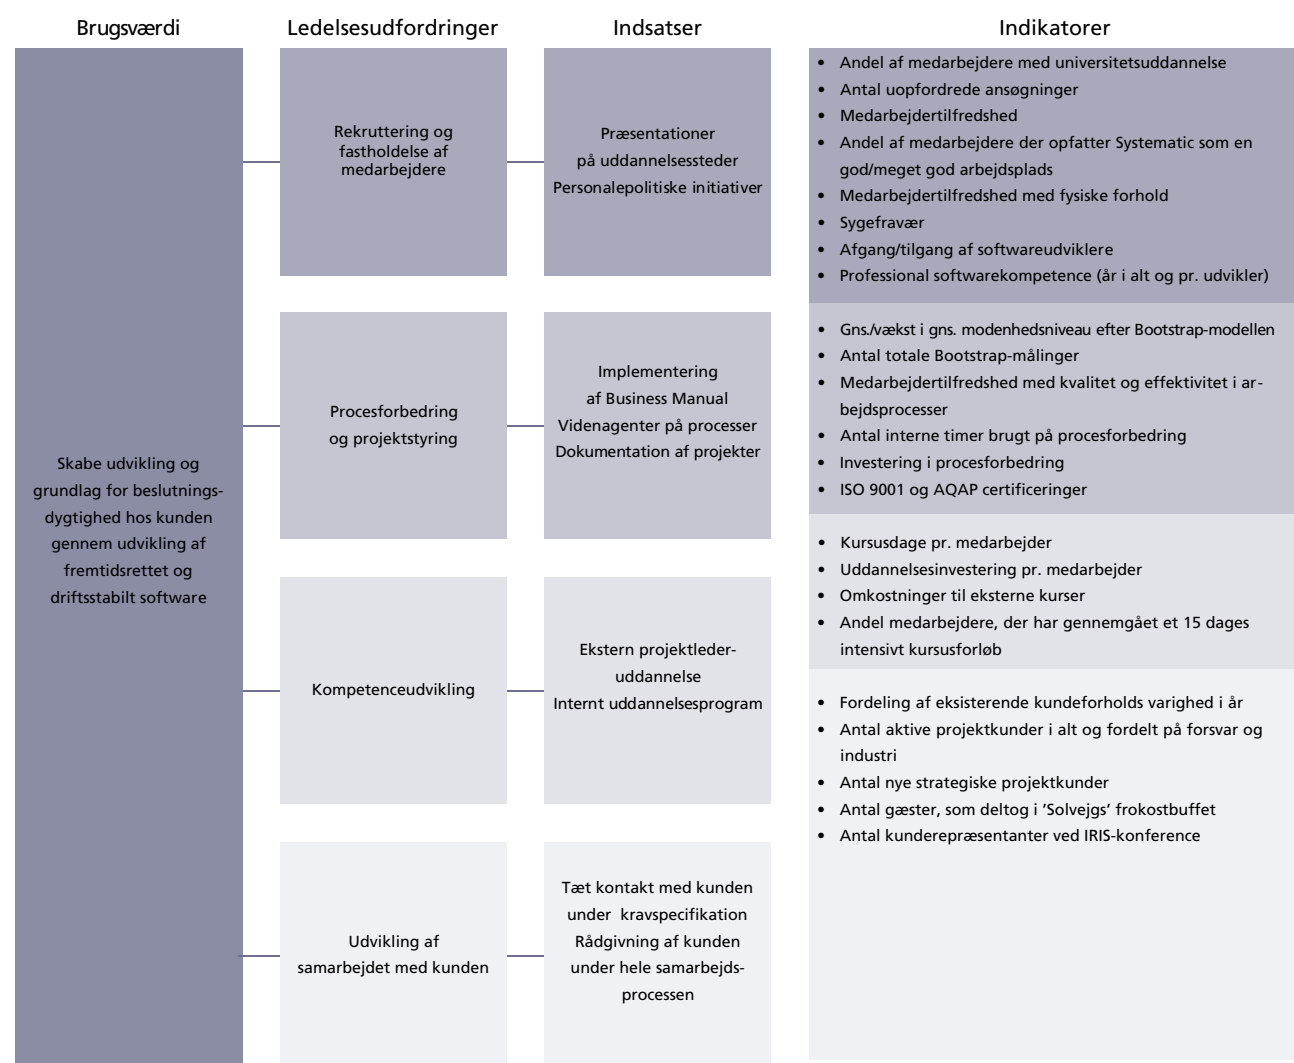 Brugsværdi
Ledelsesudfordringer
Indsatser
Indikatorer
Skabe udvikling og
grundlag for beslutnings-
dygtighed hos kunden
gennem udvikling af
fremtidsrettet og
driftsstabilt software
Rekruttering og
fastholdelse af
medarbejdere
Præsentationer
på uddannelsessteder
Personalepolitiske initiativer
• Andel af medarbejdere med universitetsuddannelse
• Antal uopfordrede ansøgninger
• Medarbejdertilfredshed
• Andel af medarbejdere der opfatter Systematic som en
god/meget god arbejdsplads
• Medarbejdertilfredshed med fysiske forhold
• Sygefravær
• Afgang/tilgang af softwareudviklere
• Professional softwarekompetence (år i alt og pr. udvikler)
Procesforbedring
og projektstyring
Implementering
af Business Manual
Videnagenter på processer
Dokumentation af projekter
• Gns./vækst i gns. modenhedsniveau efter Bootstrap-modellen
• Antal totale Bootstrap-målinger
• Medarbejdertilfredshed med kvalitet og effektivitet i ar-
bejdsprocesser
• Antal interne timer brugt på procesforbedring
• Investering i procesforbedring
• ISO 9001 og AQAP certificeringer
Kompetenceudvikling
Ekstern projektleder-
uddannelse
Internt uddannelsesprogram
• Kursusdage pr. medarbejder
• Uddannelsesinvestering pr. medarbejder
• Omkostninger til eksterne kurser
• Andel medarbejdere, der har gennemgået et 15 dages
intensivt kursusforløb
Udvikling af
samarbejdet med kunden
Tæt kontakt med kunden
under kravspecifikation
Rådgivning af kunden
under hele samarbejds-
processen
• Fordeling af eksisterende kundeforholds varighed i år
• Antal aktive projektkunder i alt og fordelt på forsvar og
industri
• Antal nye strategiske projektkunder
• Antal gæster, som deltog i ’Solvejgs’ frokostbuffet
• Antal kunderepræsentanter ved IRIS-konference